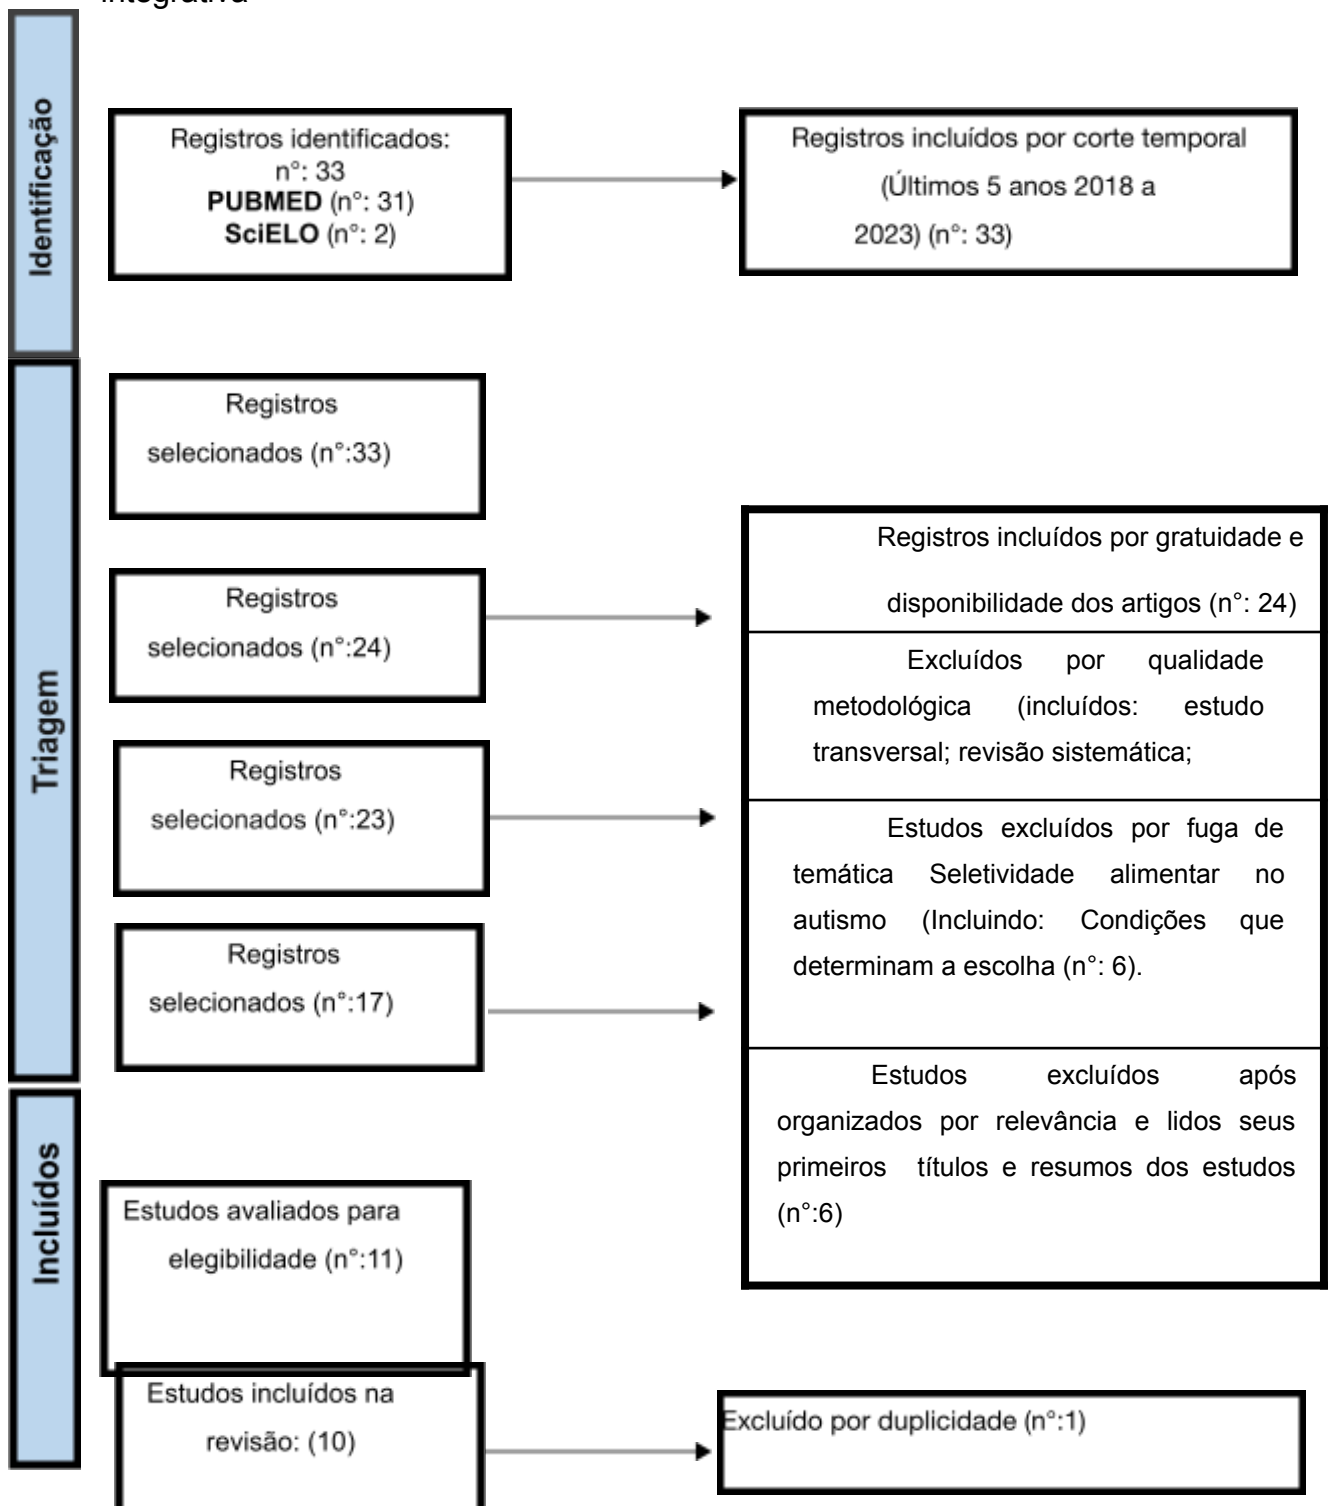 integrativa
Identificação
Registros identificados:
n°: 33
PUBMED (n°: 31)
SciELO (n°: 2)
Registros incluídos por corte temporal
(Últimos 5 anos 2018 a
2023) (n°: 33)
Triagem
Registros
selecionados (n°:33)
Registros
selecionados (n°:24)
Registros
selecionados (n°:23)
Registros
selecionados (n°:17)
Registros incluídos por gratuidade e
disponibilidade dos artigos (n°: 24)
Excluídos por qualidade
metodológica (incluídos: estudo
transversal; revisão sistemática;
Estudos excluídos por fuga de
temática Seletividade alimentar no
autismo (Incluindo: Condições que
determinam a escolha (n°: 6).
Estudos excluídos após
organizados por relevância e lidos seus
primeiros títulos e resumos dos estudos
(n°:6)
Incluídos
Estudos avaliados para
elegibilidade (n°:11)
Estudos incluídos na
revisão: (10)
Excluído por duplicidade (n°:1)